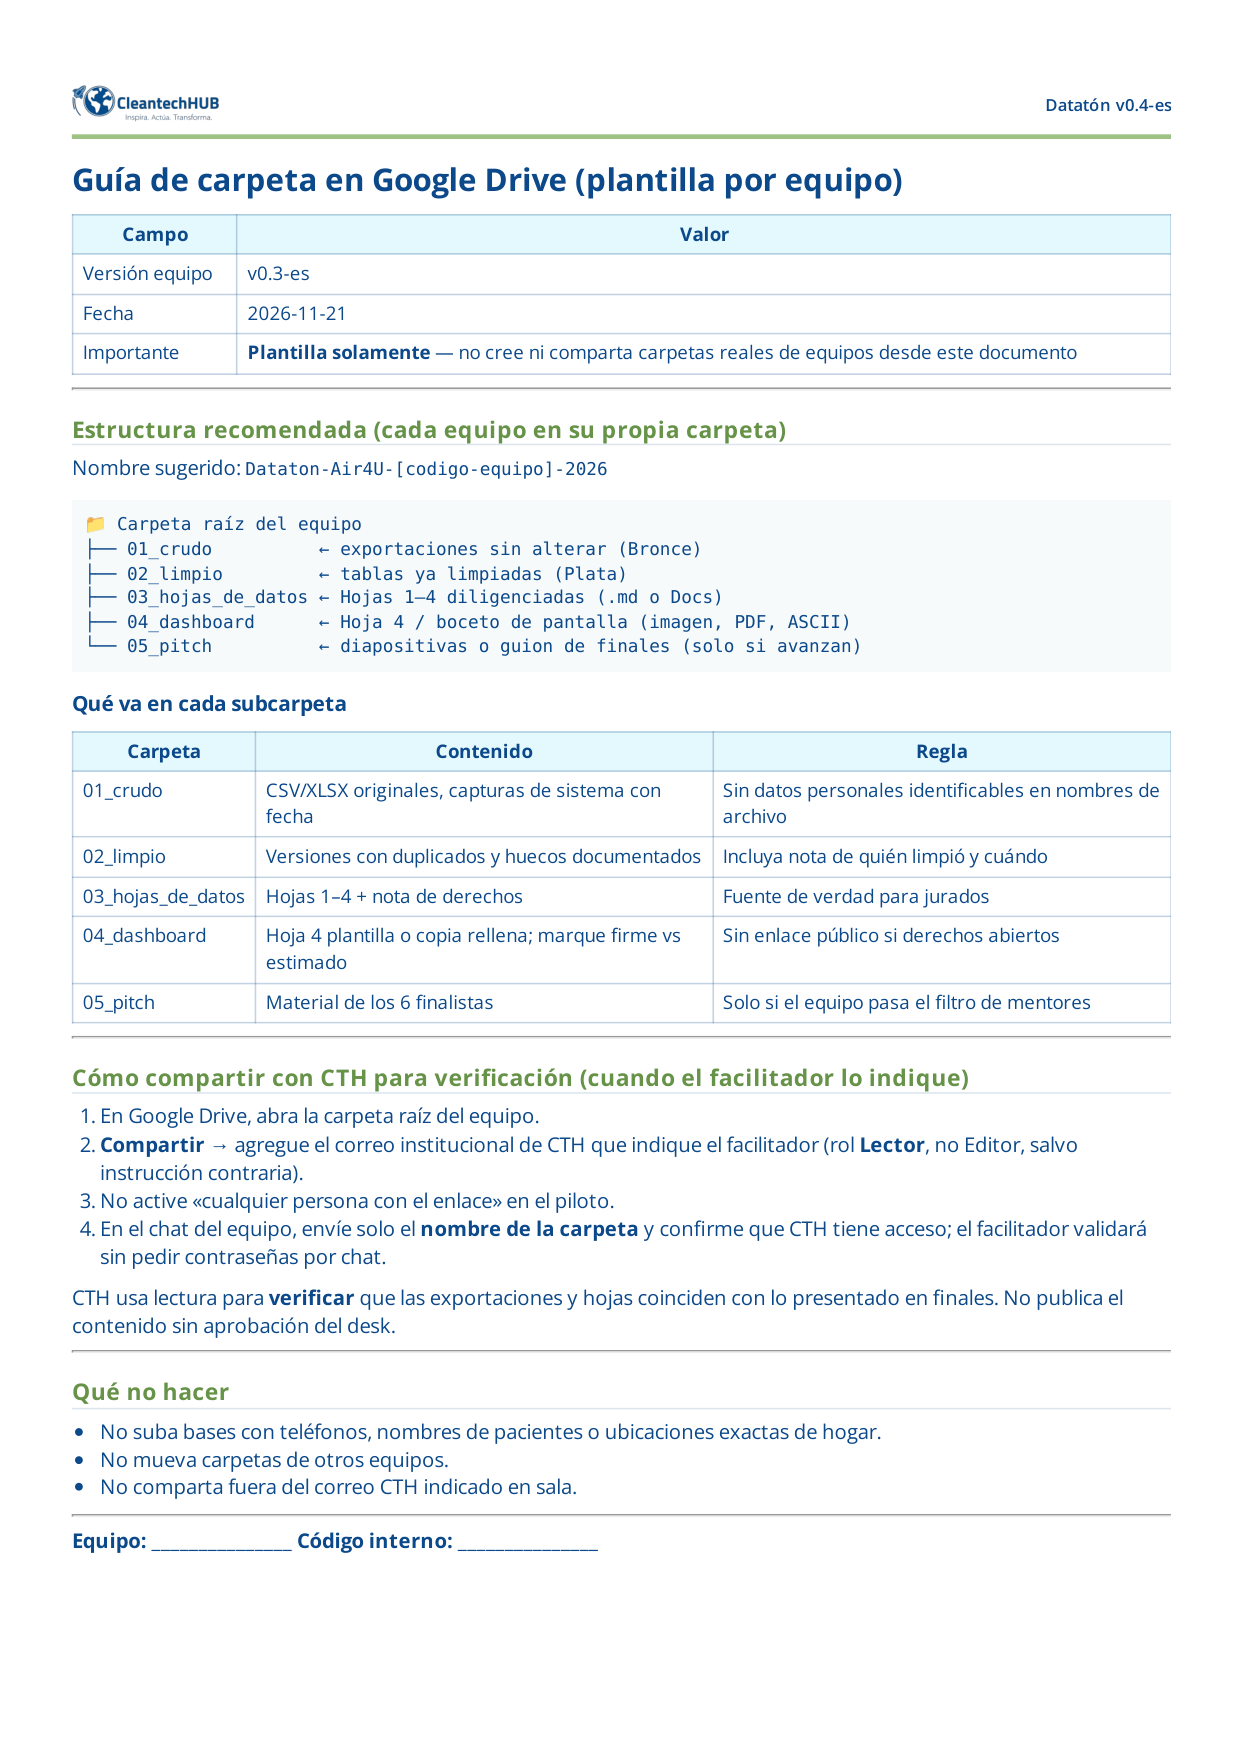 CleantechHUB
Inspira. Actúa. Transforma.
Datatón v0.4-es
Guía de carpeta en Google Drive (plantilla por equipo)
Campo Valor
Versión equipo v0.3-es
Fecha 2026-11-21
Importante Plantilla solamente — no cree ni comparta carpetas reales de equipos desde este documento
Estructura recomendada (cada equipo en su propia carpeta)
Nombre sugerido: Dataton-Air4U-[codigo-equipo]-2026
📁 Carpeta raíz del equipo
├── 01_crudo ← exportaciones sin alterar (Bronce)
├── 02_limpio ← tablas ya limpiadas (Plata)
├── 03_hojas_de_datos ← Hojas 1–4 diligenciadas (.md o Docs)
├── 04_dashboard ← Hoja 4 / boceto de pantalla (imagen, PDF, ASCII)
└── 05_pitch ← diapositivas o guion de finales (solo si avanzan)
Qué va en cada subcarpeta
Carpeta Contenido Regla
01_crudo CSV/XLSX originales, capturas de sistema con fecha Sin datos personales identificables en nombres de archivo
02_limpio Versiones con duplicados y huecos documentados Incluya nota de quién limpió y cuándo
03_hojas_de_datos Hojas 1–4 + nota de derechos Fuente de verdad para jurados
04_dashboard Hoja 4 plantilla o copia rellena; marque firme vs estimado Sin enlace público si derechos abiertos
05_pitch Material de los 6 finalistas Solo si el equipo pasa el filtro de mentores
Cómo compartir con CTH para verificación (cuando el facilitador lo indique)
1. En Google Drive, abra la carpeta raíz del equipo.
2. Compartir → agregue el correo institucional de CTH que indique el facilitador (rol Lector, no Editor, salvo
instrucción contraria).
3. No active «cualquier persona con el enlace» en el piloto.
4. En el chat del equipo, envíe solo el nombre de la carpeta y confirme que CTH tiene acceso; el facilitador validará
sin pedir contraseñas por chat.
CTH usa lectura para verificar que las exportaciones y hojas coinciden con lo presentado en finales. No publica el
contenido sin aprobación del desk.
Qué no hacer
• No suba bases con teléfonos, nombres de pacientes o ubicaciones exactas de hogar.
• No mueva carpetas de otros equipos.
• No comparta fuera del correo CTH indicado en sala.
Equipo: ______________ Código interno: ______________